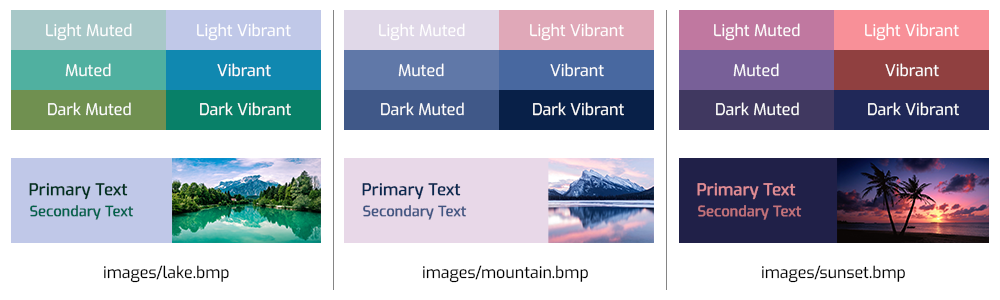 Light Muted Light Vibrant
Muted Vibrant
Dark Muted Dark Vibrant
Primary Text
Secondary Text
images/lake.bmp
Light Muted Light Vibrant
Muted Vibrant
Dark Muted Dark Vibrant
Primary Text
Secondary Text
images/mountain.bmp
Light Muted Light Vibrant
Muted Vibrant
Dark Muted Dark Vibrant
Primary Text
Secondary Text
images/sunset.bmp